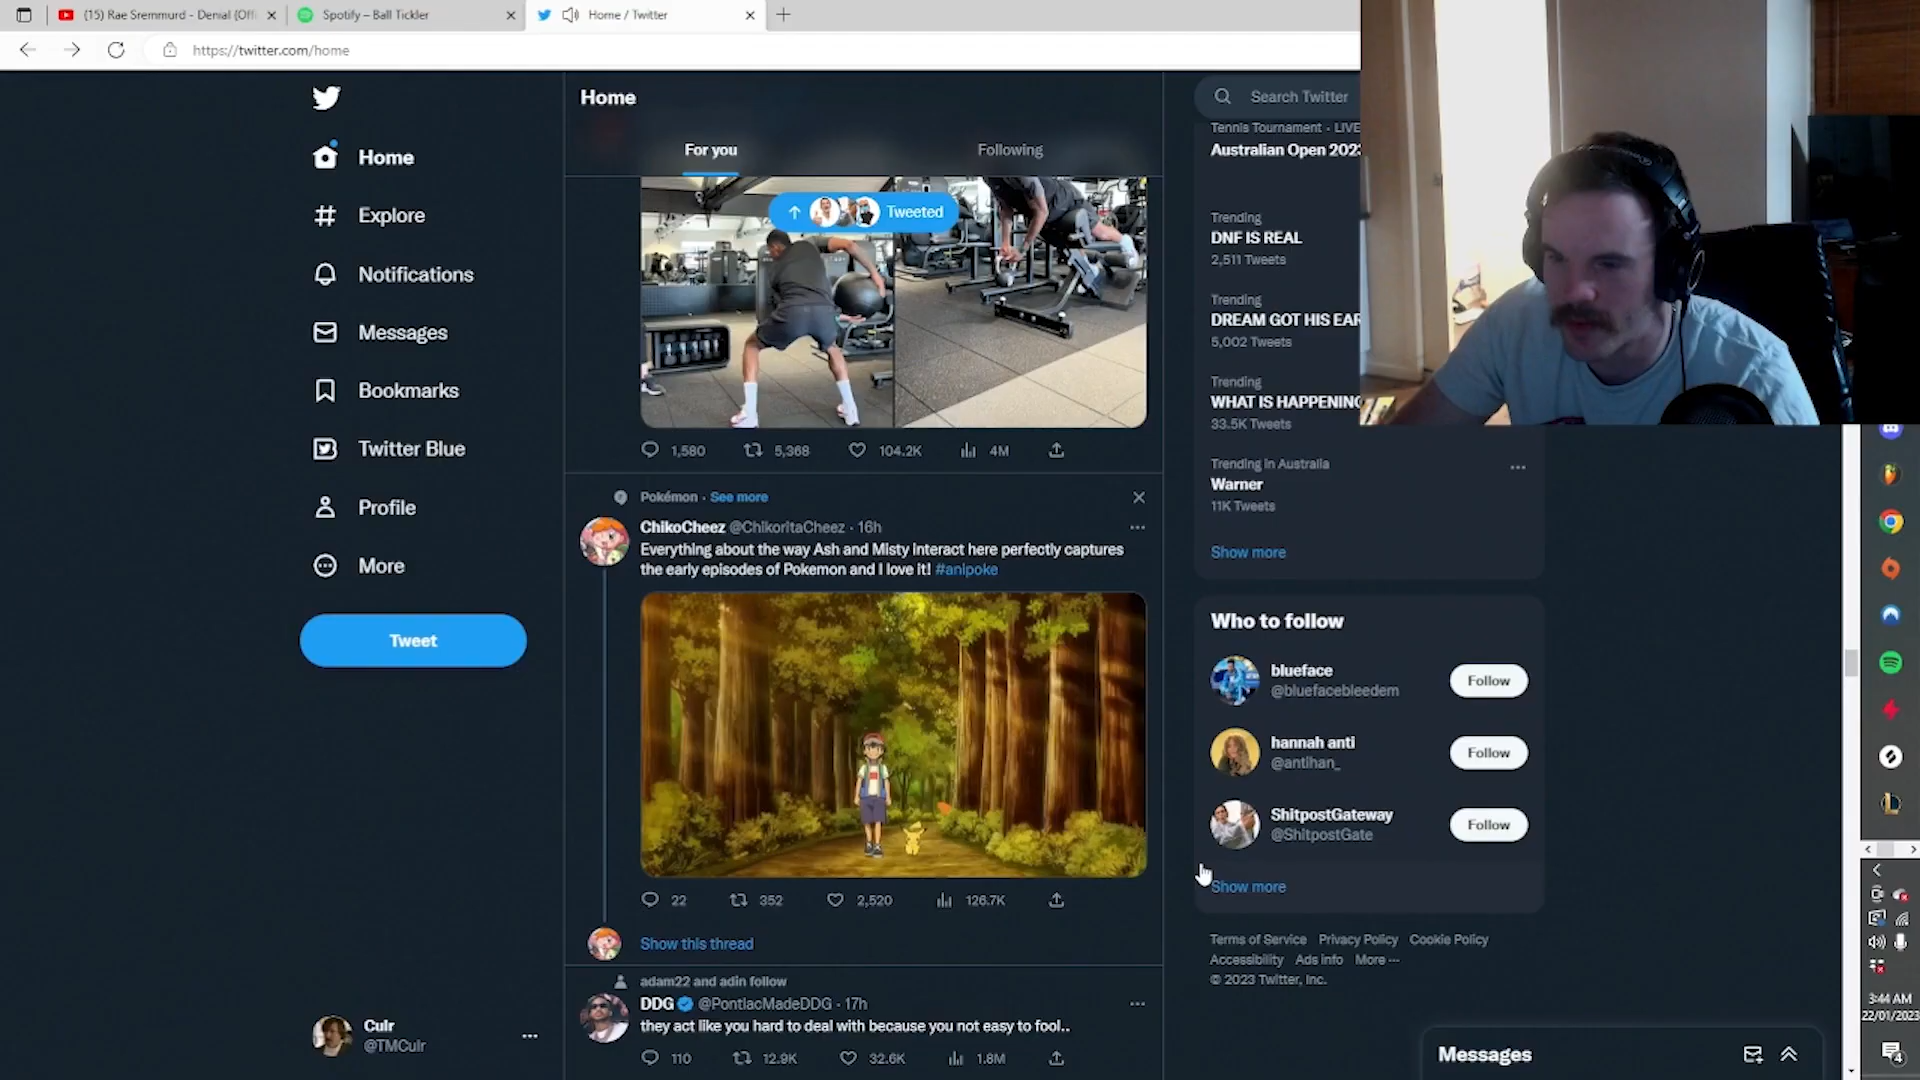 (15) Rae Sremmurd - Denial (Offi
Spotify – Ball Tickler
Home / Twitter
https://twitter.com/home
Home
Explore
Notifications
Messages
Bookmarks
Twitter Blue
Profile
More
Tweet
Culr
@TMCulr
Home
For you
Following
Tweeted
1,580
5,368
104.2K
4M
Pokémon · See more
ChikoCheez @ChikoritaCheez · 16h
Everything about the way Ash and Misty interact here perfectly captures
the early episodes of Pokemon and I love it! #anipoke
22
352
2,520
126.7K
Show this thread
adam22 and adin follow
DDG @PontiacMadeDDG · 17h
they act like you hard to deal with because you not easy to fool..
110
12.9K
32.6K
1.8M
Search Twitter
Tennis Tournament · LIVE
Australian Open 2023
Trending
DNF IS REAL
2,511 Tweets
Trending
DREAM GOT HIS EAR
5,002 Tweets
Trending
WHAT IS HAPPENING
33.5K Tweets
Trending in Australia
Warner
11K Tweets
Show more
Who to follow
blueface
@bluefacebleedem
Follow
hannah anti
@antihan_
Follow
ShitpostGateway
@ShitpostGate
Follow
Show more
Terms of Service Privacy Policy Cookie Policy
Accessibility Ads info More ···
© 2023 Twitter, Inc.
Messages
3:44 AM
22/01/2023
4